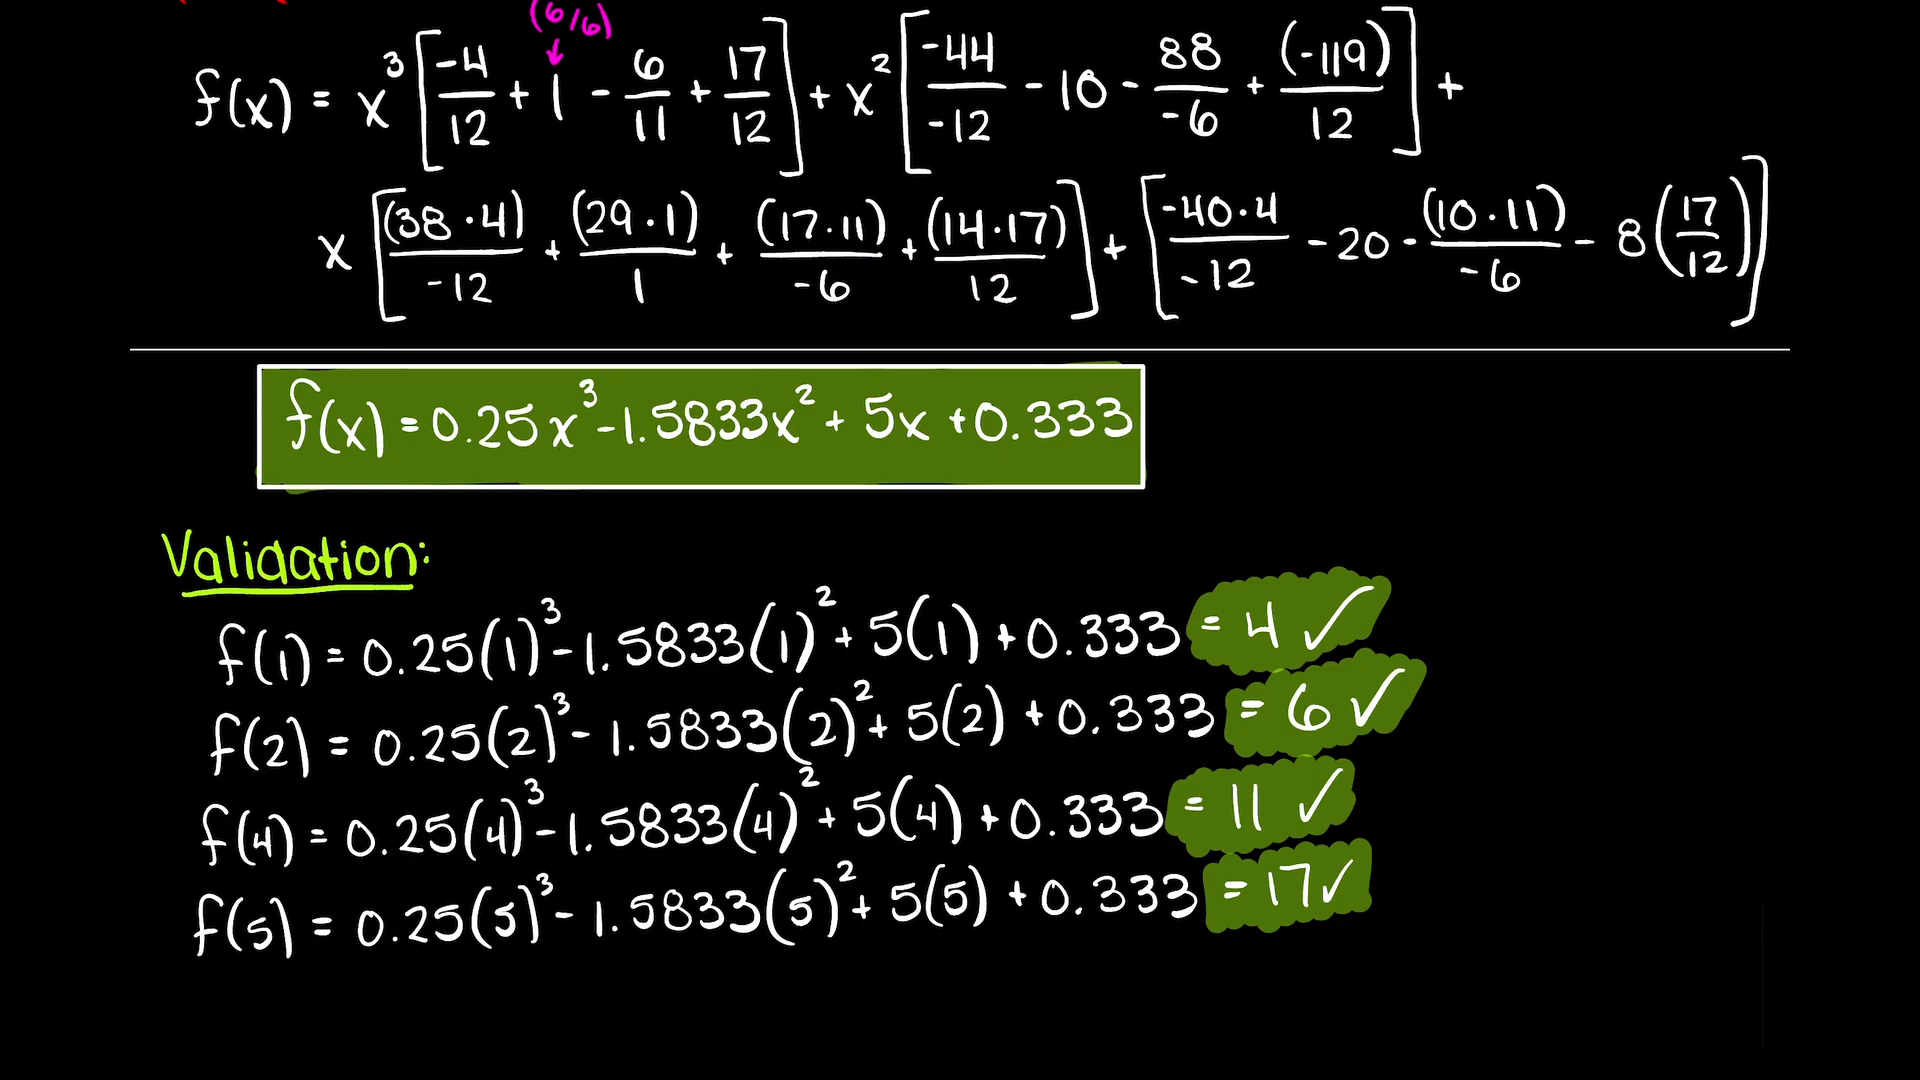 (6/6)
↓
f(x) = x³ [ -4/12 + 1 - 6/11 + 17/12 ] + x² [ -44/-12 - 10 - 88/-6 + (-119)/12 ] +
x [ (38·4)/-12 + (29·1)/1 + (17·11)/-6 + (14·17)/12 ] + [ -40·4/-12 - 20 - (10·11)/-6 - 8(17/12) ]
f(x) = 0.25x³ - 1.5833x² + 5x + 0.333
Validation:
f(1) = 0.25(1)³ - 1.5833(1)² + 5(1) + 0.333 = 4 ✓
f(2) = 0.25(2)³ - 1.5833(2)² + 5(2) + 0.333 = 6 ✓
f(4) = 0.25(4)³ - 1.5833(4)² + 5(4) + 0.333 = 11 ✓
f(5) = 0.25(5)³ - 1.5833(5)² + 5(5) + 0.333 = 17 ✓